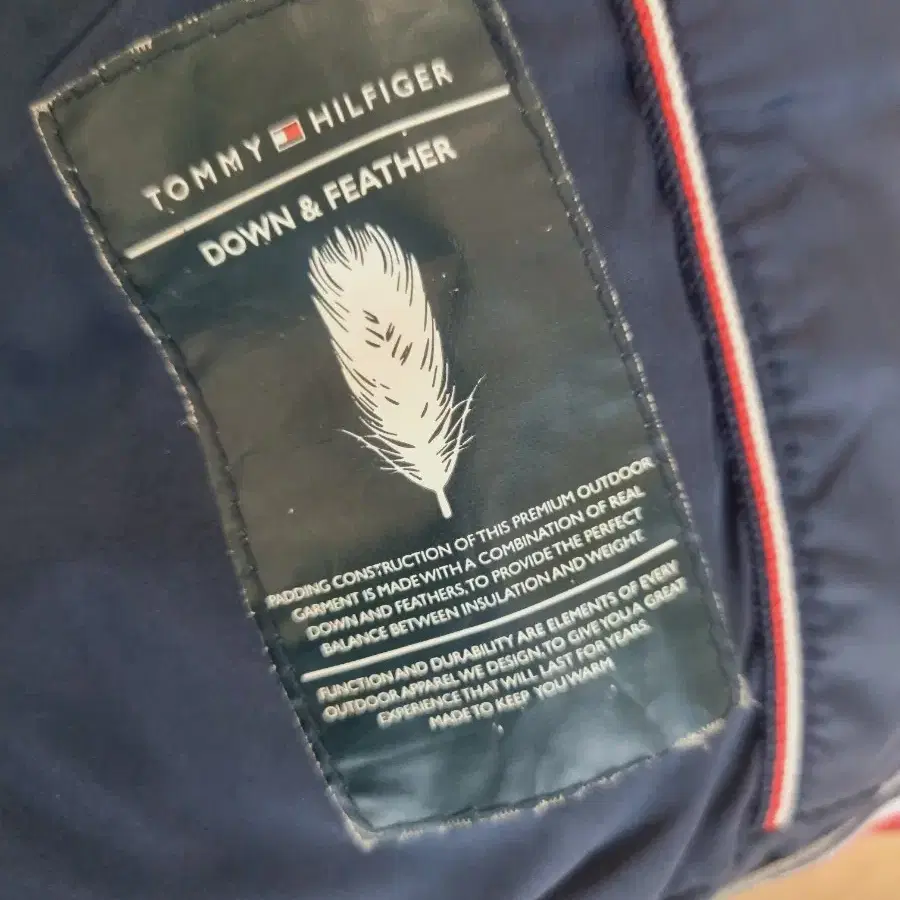 TOMMY HILFIGER
DOWN & FEATHER
PADDING CONSTRUCTION OF THIS PREMIUM OUTDOOR
GARMENT IS MADE WITH A COMBINATION OF REAL
DOWN AND FEATHERS, TO PROVIDE THE PERFECT
BALANCE BETWEEN INSULATION AND WEIGHT.
FUNCTION AND DURABILITY ARE ELEMENTS OF EVERY
OUTDOOR APPAREL WE DESIGN, TO GIVE YOU A GREAT
EXPERIENCE THAT WILL LAST FOR YEARS.
MADE TO KEEP YOU WARM